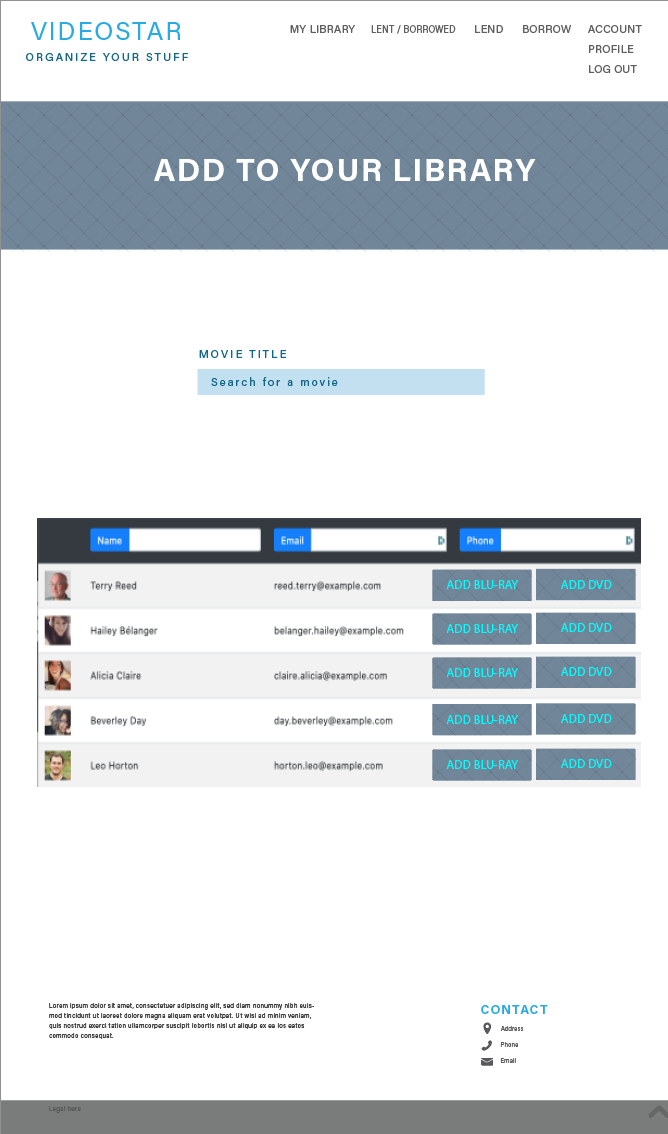 VIDEOSTAR
ORGANIZE YOUR STUFF
MY LIBRARY LENT / BORROWED LEND BORROW ACCOUNT
PROFILE
LOG OUT
ADD TO YOUR LIBRARY
MOVIE TITLE
Search for a movie
Name Email Phone
Terry Reed reed.terry@example.com ADD BLU-RAY ADD DVD
Hailey Bélanger belanger.hailey@example.com ADD BLU-RAY ADD DVD
Alicia Claire claire.alicia@example.com ADD BLU-RAY ADD DVD
Beverley Day day.beverley@example.com ADD BLU-RAY ADD DVD
Leo Horton horton.leo@example.com ADD BLU-RAY ADD DVD
Lorem ipsum dolor sit amet, consectetuer adipiscing elit, sed diam nonummy nibh euis-
mod tincidunt ut laoreet dolore magna aliquam erat volutpat. Ut wisi ad minim veniam,
quis nostrud exerci tation ullamcorper suscipit lobortis nisl ut aliquip ex ea los eatos
commodo consequat.
CONTACT
Address
Phone
Email
Legal here